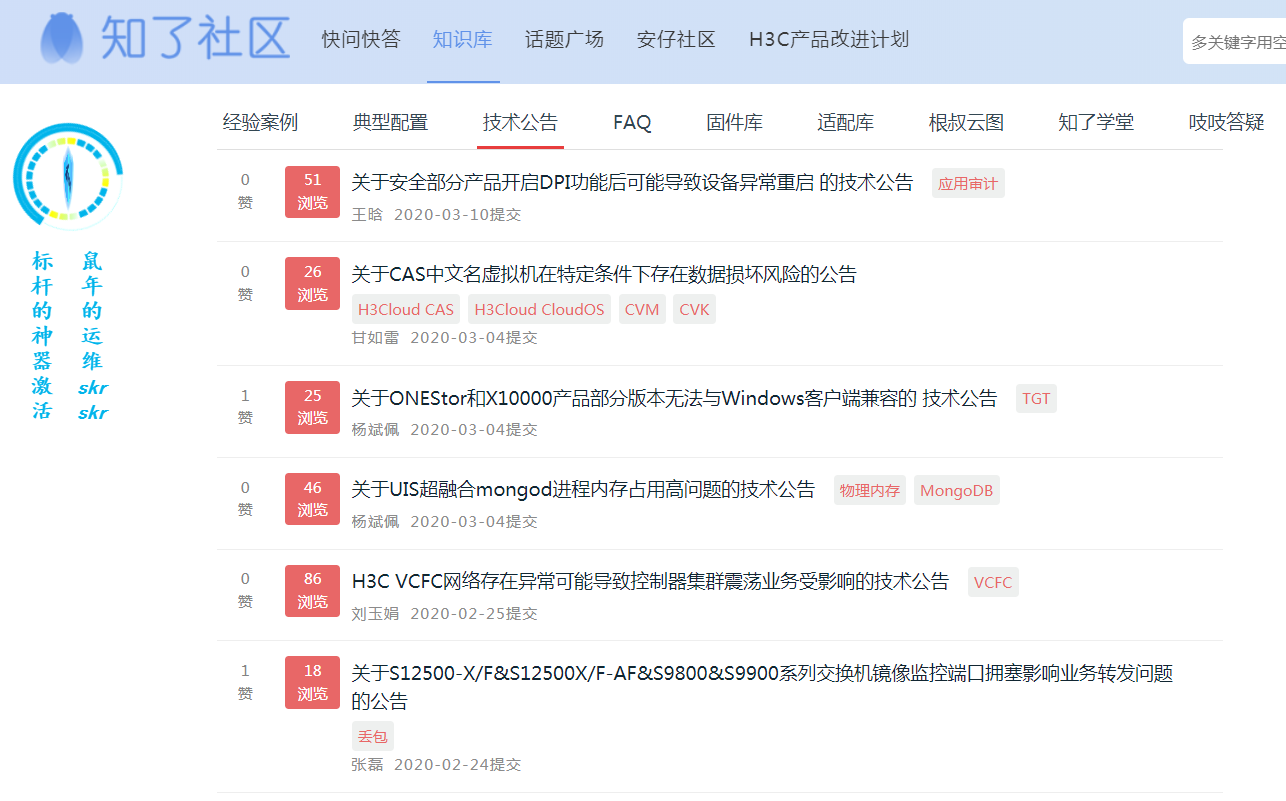 知了社区
快问快答 知识库 话题广场 安仔社区 H3C产品改进计划
多关键字用空
经验案例 典型配置 技术公告 FAQ 固件库 适配库 根叔云图 知了学堂 吱吱答疑
标杆的神器激活
鼠年的运维skr skr
0 赞
51 浏览
关于安全部分产品开启DPI功能后可能导致设备异常重启 的技术公告 应用审计
王晗 2020-03-10提交
0 赞
26 浏览
关于CAS中文名虚拟机在特定条件下存在数据损坏风险的公告
H3Cloud CAS H3Cloud CloudOS CVM CVK
甘如雷 2020-03-04提交
1 赞
25 浏览
关于ONEStor和X10000产品部分版本无法与Windows客户端兼容的 技术公告 TGT
杨斌佩 2020-03-04提交
0 赞
46 浏览
关于UIS超融合mongod进程内存占用高问题的技术公告 物理内存 MongoDB
杨斌佩 2020-03-04提交
0 赞
86 浏览
H3C VCFC网络存在异常可能导致控制器集群震荡业务受影响的技术公告 VCFC
刘玉娟 2020-02-25提交
1 赞
18 浏览
关于S12500-X/F&S12500X/F-AF&S9800&S9900系列交换机镜像监控端口拥塞影响业务转发问题
的公告
丢包
张磊 2020-02-24提交